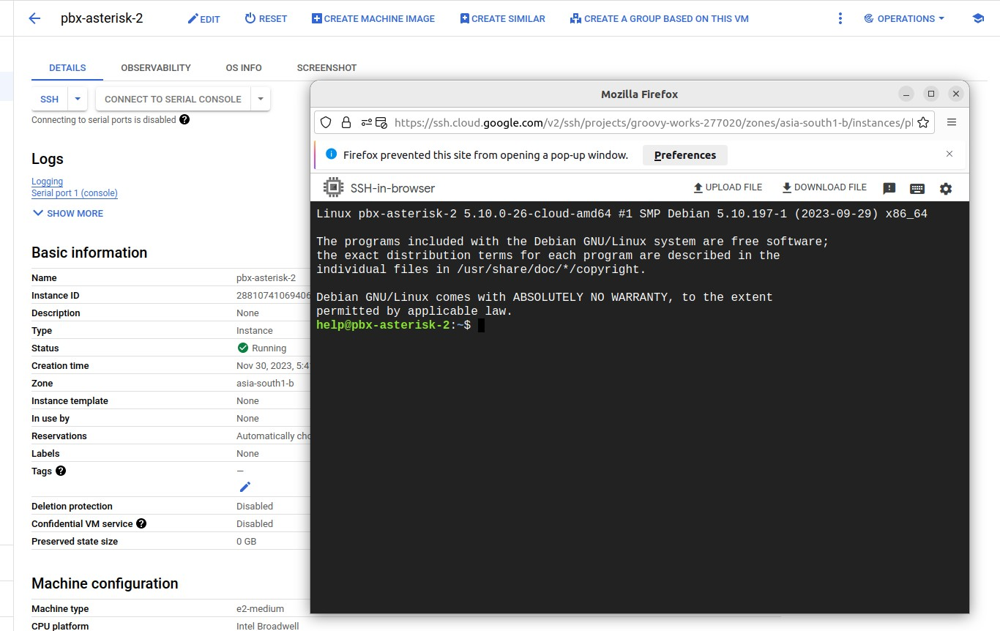 pbx-asterisk-2 EDIT RESET CREATE MACHINE IMAGE CREATE SIMILAR CREATE A GROUP BASED ON THIS VM OPERATIONS
DETAILS OBSERVABILITY OS INFO SCREENSHOT
SSH CONNECT TO SERIAL CONSOLE
Connecting to serial ports is disabled
Logs
Logging
Serial port 1 (console)
SHOW MORE
Basic information
Name pbx-asterisk-2
Instance ID 28810741069406
Description None
Type Instance
Status Running
Creation time Nov 30, 2023, 5:4
Zone asia-south1-b
Instance template None
In use by None
Reservations Automatically cho
Labels None
Tags —
Deletion protection Disabled
Confidential VM service Disabled
Preserved state size 0 GB
Machine configuration
Machine type e2-medium
CPU platform Intel Broadwell
Mozilla Firefox
https://ssh.cloud.google.com/v2/ssh/projects/groovy-works-277020/zones/asia-south1-b/instances/pl
Firefox prevented this site from opening a pop-up window. Preferences
SSH-in-browser UPLOAD FILE DOWNLOAD FILE
Linux pbx-asterisk-2 5.10.0-26-cloud-amd64 #1 SMP Debian 5.10.197-1 (2023-09-29) x86_64
The programs included with the Debian GNU/Linux system are free software;
the exact distribution terms for each program are described in the
individual files in /usr/share/doc/*/copyright.
Debian GNU/Linux comes with ABSOLUTELY NO WARRANTY, to the extent
permitted by applicable law.
help@pbx-asterisk-2:~$